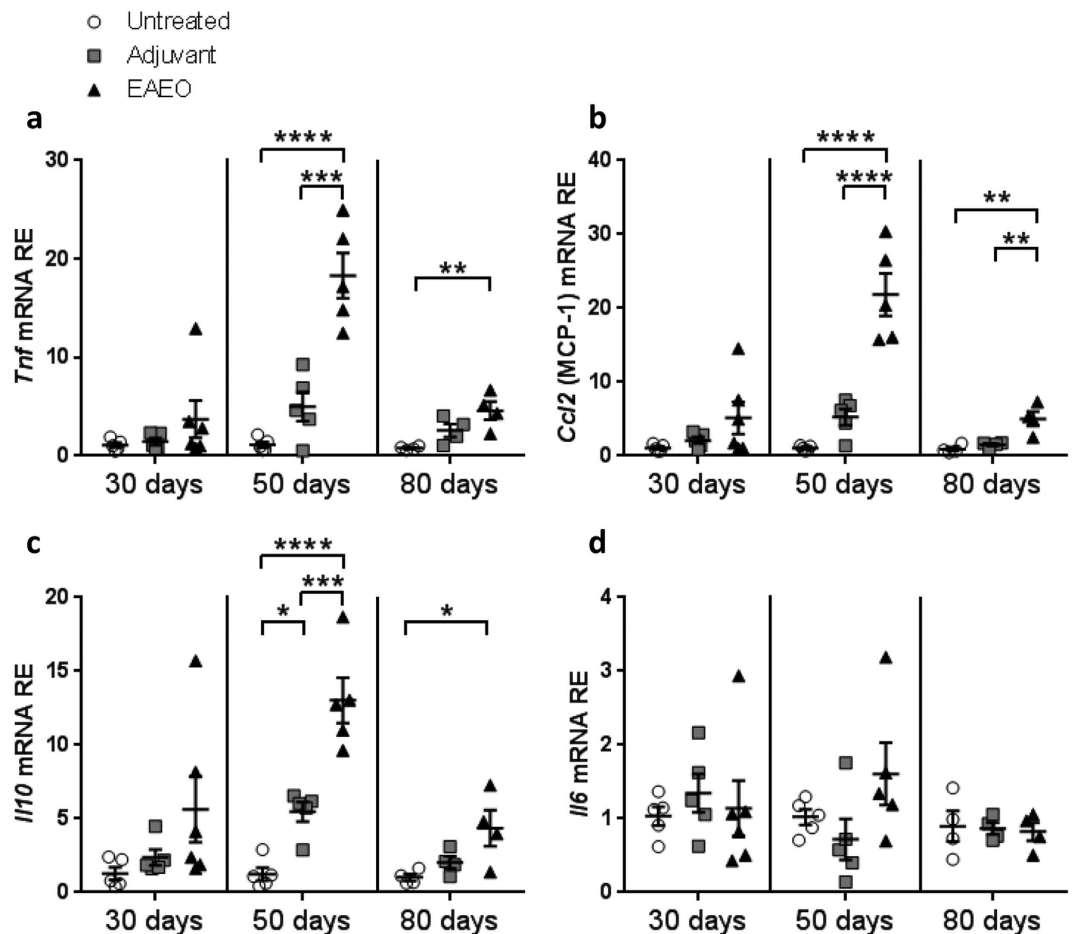 Untreated
Adjuvant
EAEO
a
Tnf mRNA RE
30
20
10
0
****
***
**
30 days
50 days
80 days
b
Ccl2 (MCP-1) mRNA RE
40
30
20
10
0
****
****
**
**
30 days
50 days
80 days
c
Il10 mRNA RE
20
15
10
5
0
****
***
*
*
30 days
50 days
80 days
d
Il6 mRNA RE
4
3
2
1
0
30 days
50 days
80 days